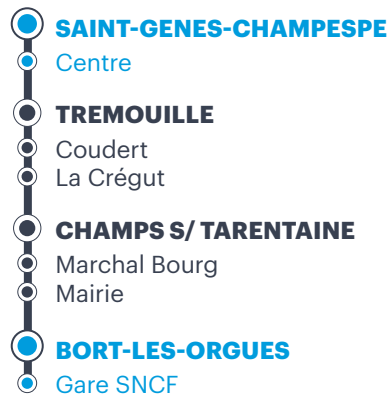 SAINT-GENES-CHAMPESPE
Centre
TREMOUILLE
Coudert
La Crégut
CHAMPS S/ TARENTAINE
Marchal Bourg
Mairie
BORT-LES-ORGUES
Gare SNCF